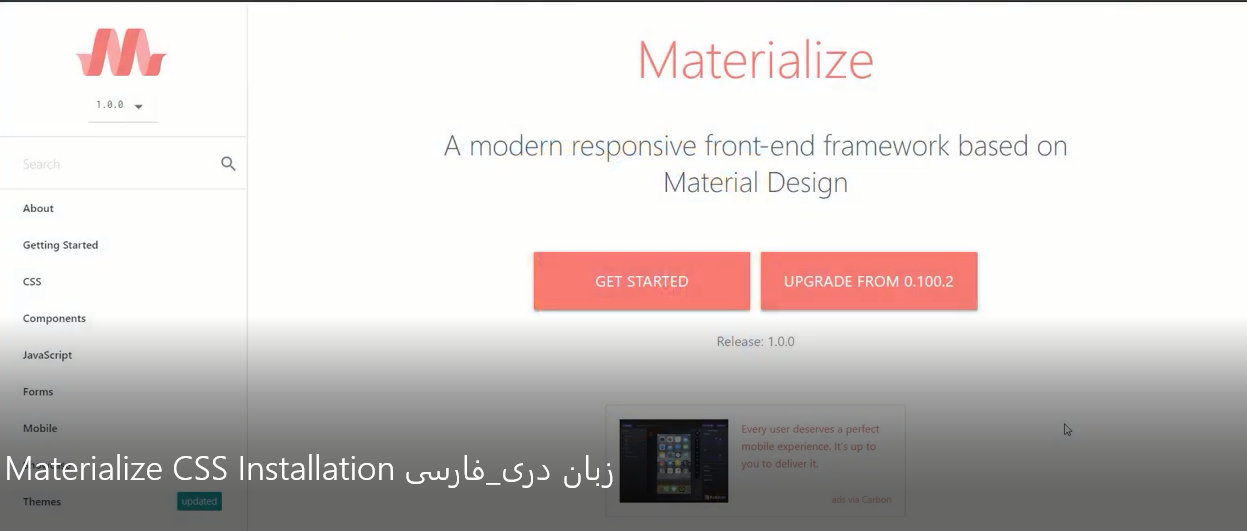 1.0.0
Search
About
Getting Started
CSS
Components
JavaScript
Forms
Mobile
Themes updated
Materialize
A modern responsive front-end framework based on
Material Design
GET STARTED
UPGRADE FROM 0.100.2
Release: 1.0.0
Every user deserves a perfect
mobile experience. It's up to
you to deliver it.
ads via Carbon
Materialize CSS Installation زبان دری_فارسی